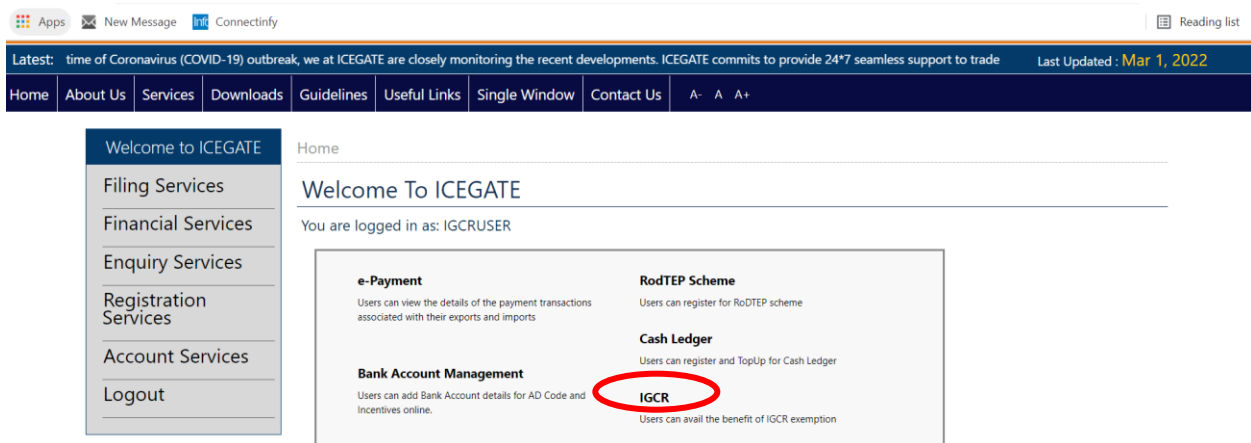 Apps New Message Connectinfy Reading list
Latest: time of Coronavirus (COVID-19) outbreak, we at ICEGATE are closely monitoring the recent developments. ICEGATE commits to provide 24*7 seamless support to trade Last Updated : Mar 1, 2022
Home About Us Services Downloads Guidelines Useful Links Single Window Contact Us A- A A+
Welcome to ICEGATE
Filing Services
Financial Services
Enquiry Services
Registration
Services
Account Services
Logout
Home
Welcome To ICEGATE
You are logged in as: IGCRUSER
e-Payment
Users can view the details of the payment transactions
associated with their exports and imports
Bank Account Management
Users can add Bank Account details for AD Code and
Incentives online.
RodTEP Scheme
Users can register for RoDTEP scheme
Cash Ledger
Users can register and TopUp for Cash Ledger
IGCR
Users can avail the benefit of IGCR exemption